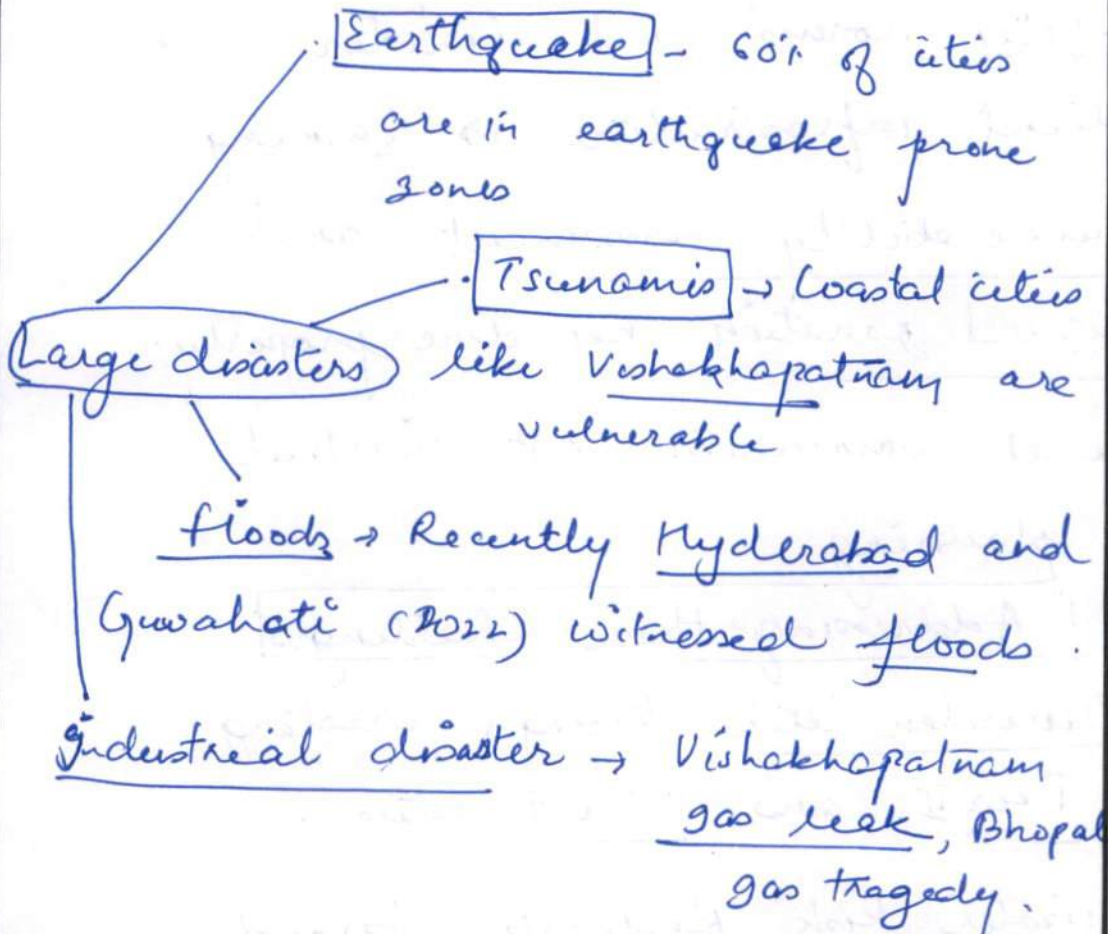 Earthquake - 60% of cities
are in earthquake prone
zones
. Tsunamis → Coastal cities
Large disasters like Vishakhapatnam are
vulnerable
floods → Recently Hyderabad and
Guwahati (2022) witnessed floods.
Industrial disaster → Vishakhapatnam
gas leak, Bhopal
gas tragedy.